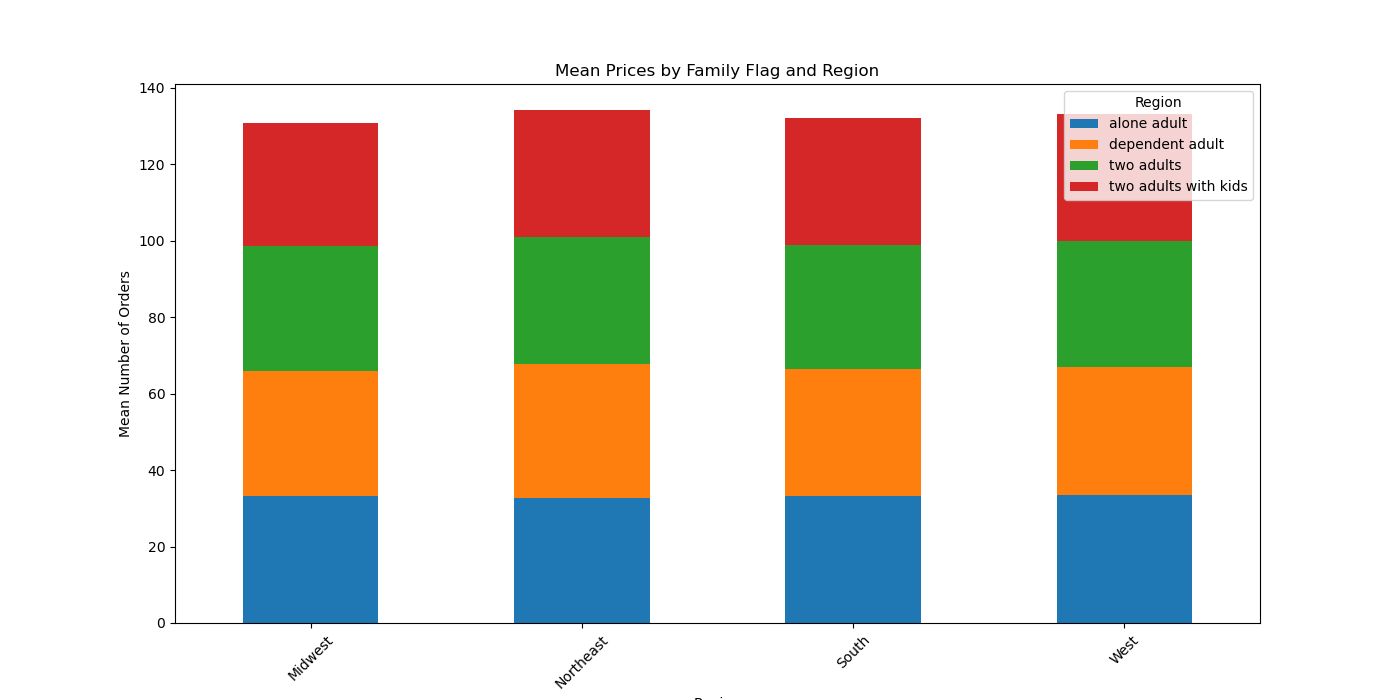 Mean Prices by Family Flag and Region
Mean Number of Orders
140
120
100
80
60
40
20
0
Region
alone adult
dependent adult
two adults
two adults with kids
Midwest
Northeast
South
West